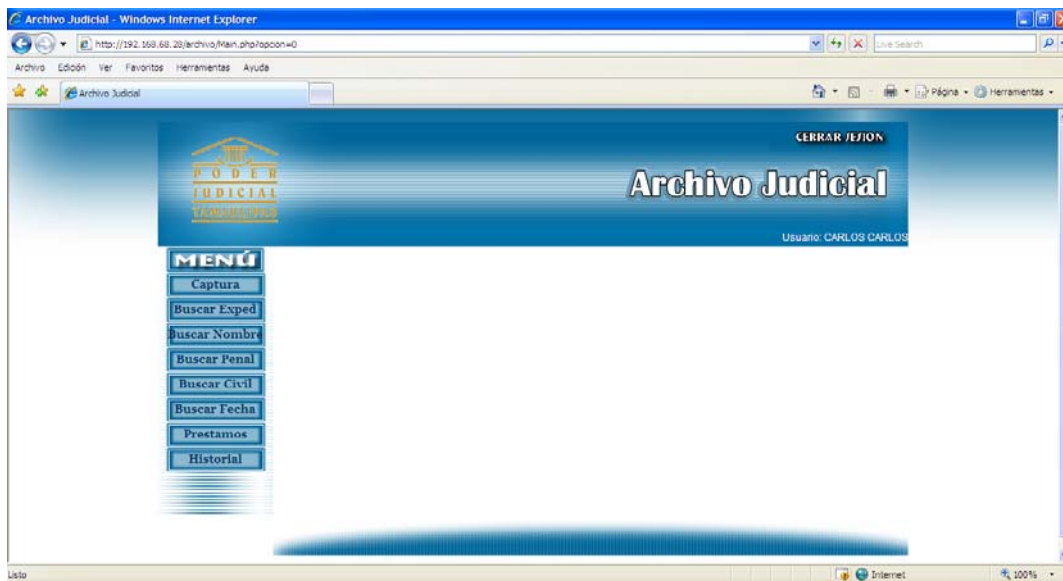 Archivo Judicial - Windows Internet Explorer
http://192.168.68.28/archivo/Main.php?opcion=0
Live Search
Archivo Edición Ver Favoritos Herramientas Ayuda
Archivo Judicial
Página Herramientas
CERRAR SESION
PODER
JUDICIAL
TAMAULIPAS
Archivo Judicial
Usuario: CARLOS CARLOS
MENÚ
Captura
Buscar Exped
Buscar Nombre
Buscar Penal
Buscar Civil
Buscar Fecha
Prestamos
Historial
Listo
Internet
100%